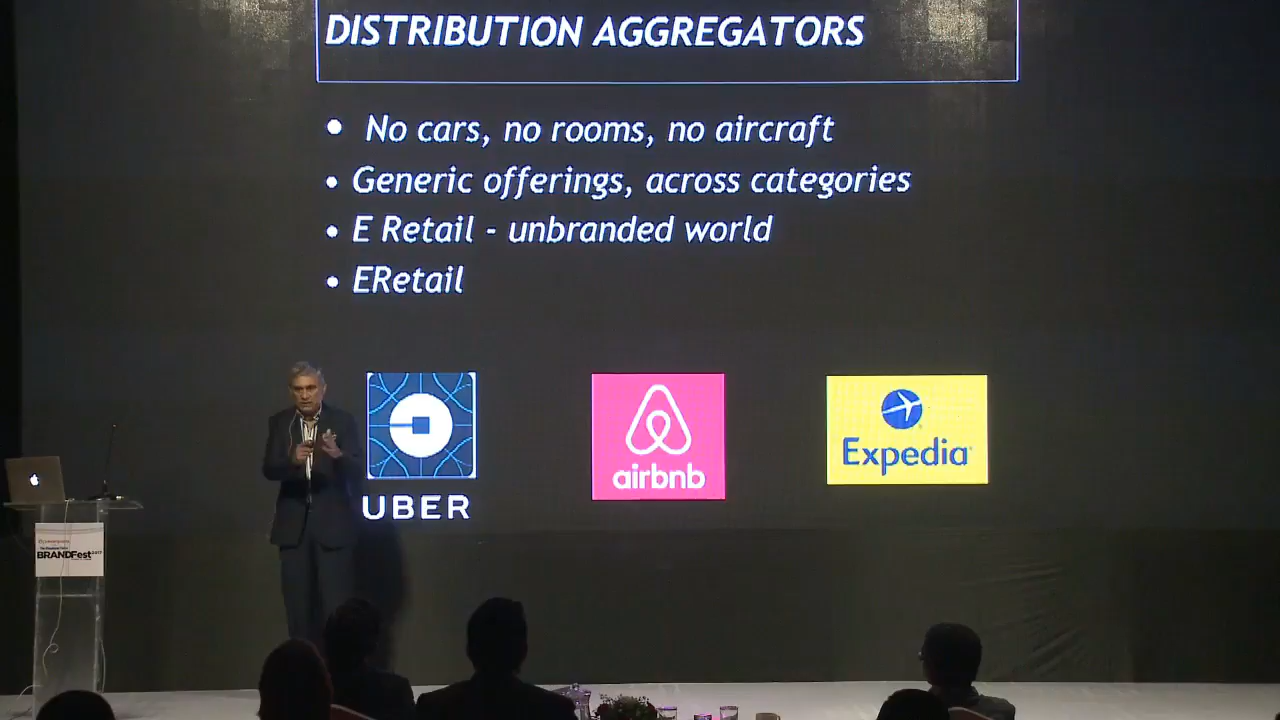 DISTRIBUTION AGGREGATORS
• No cars, no rooms, no aircraft
• Generic offerings, across categories
• E Retail - unbranded world
• ERetail
UBER
airbnb
Expedia
BRANDFest 2017